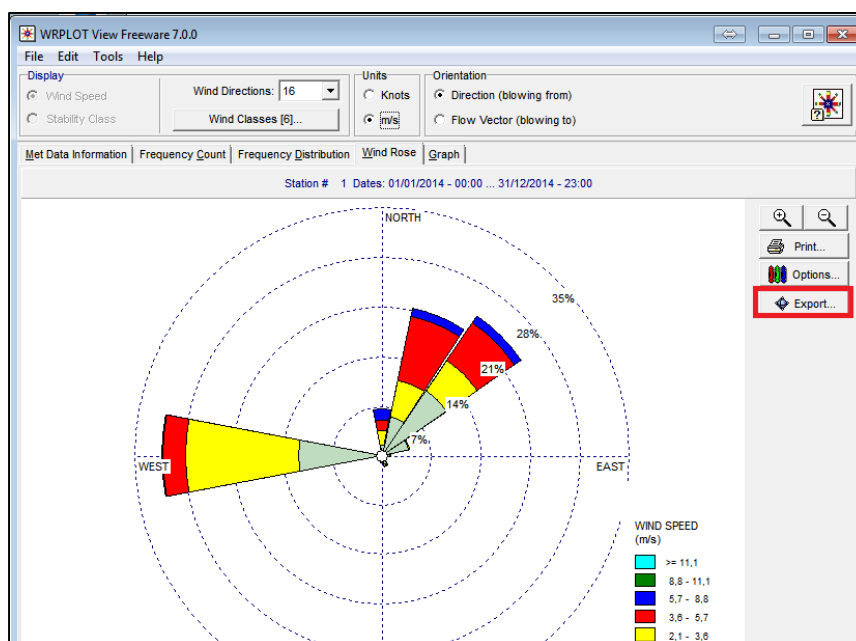 WRPLOT View Freeware 7.0.0
File Edit Tools Help
Display
Wind Speed
Stability Class
Wind Directions: 16
Wind Classes [6]...
Units
Knots
m/s
Orientation
Direction (blowing from)
Flow Vector (blowing to)
Met Data Information Frequency Count Frequency Distribution Wind Rose Graph
Station # 1 Dates: 01/01/2014 - 00:00 ... 31/12/2014 - 23:00
Print...
Options...
Export...
NORTH
35%
28%
21%
14%
7%
WEST
EAST
WIND SPEED
(m/s)
>= 11,1
8,8 - 11,1
5,7 - 8,8
3,6 - 5,7
2,1 - 3,6